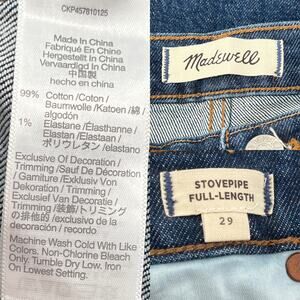 CKP457810125
Made In China
Fabriqué En Chine
Hergestellt In China
Vervaardigd In China
中国製
hecho en china
99% Cotton /Coton /
Baumwolle /Katoen /綿/
algodón
1% Elastane /Élasthanne /
Elastan /Elastaan /
ポリウレタン /elastano
Exclusive Of Decoration /
Trimming /Sauf De Décoration
/ Garniture /Exklusiv Von
Dekoration / Trimming /
Exclusief Van Decoratie /
Trimming /装飾/トリミング
の排他的 /exclusivo de la
decoración / recorado
Machine Wash Cold With Like
Colors. Non-Chlorine Bleach
Only. Tumble Dry Low. Iron
On Lowest Setting.
Madewell
STOVEPIPE
FULL-LENGTH
29